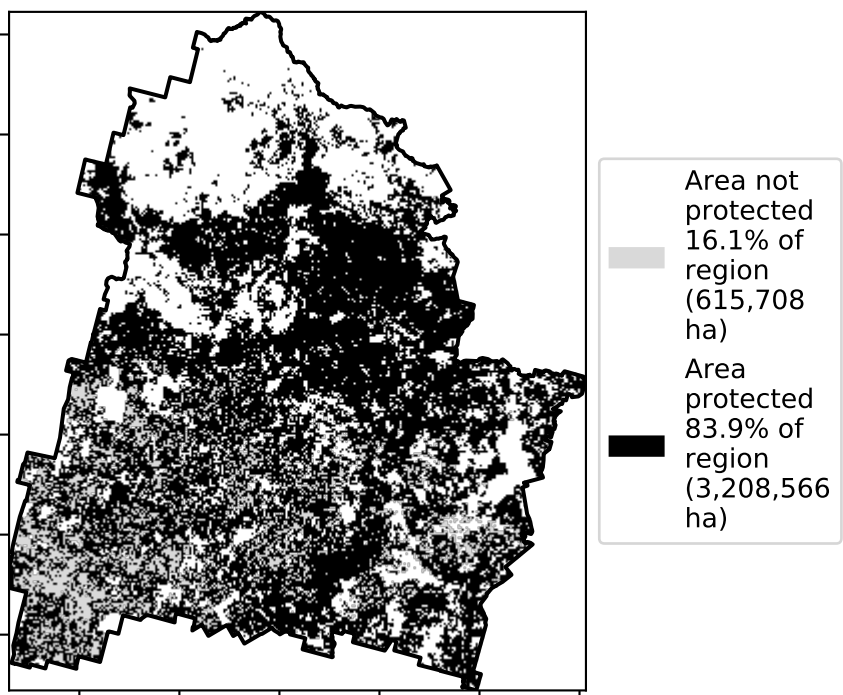 Area not
protected
16.1% of
region
(615,708
ha)
Area
protected
83.9% of
region
(3,208,566
ha)